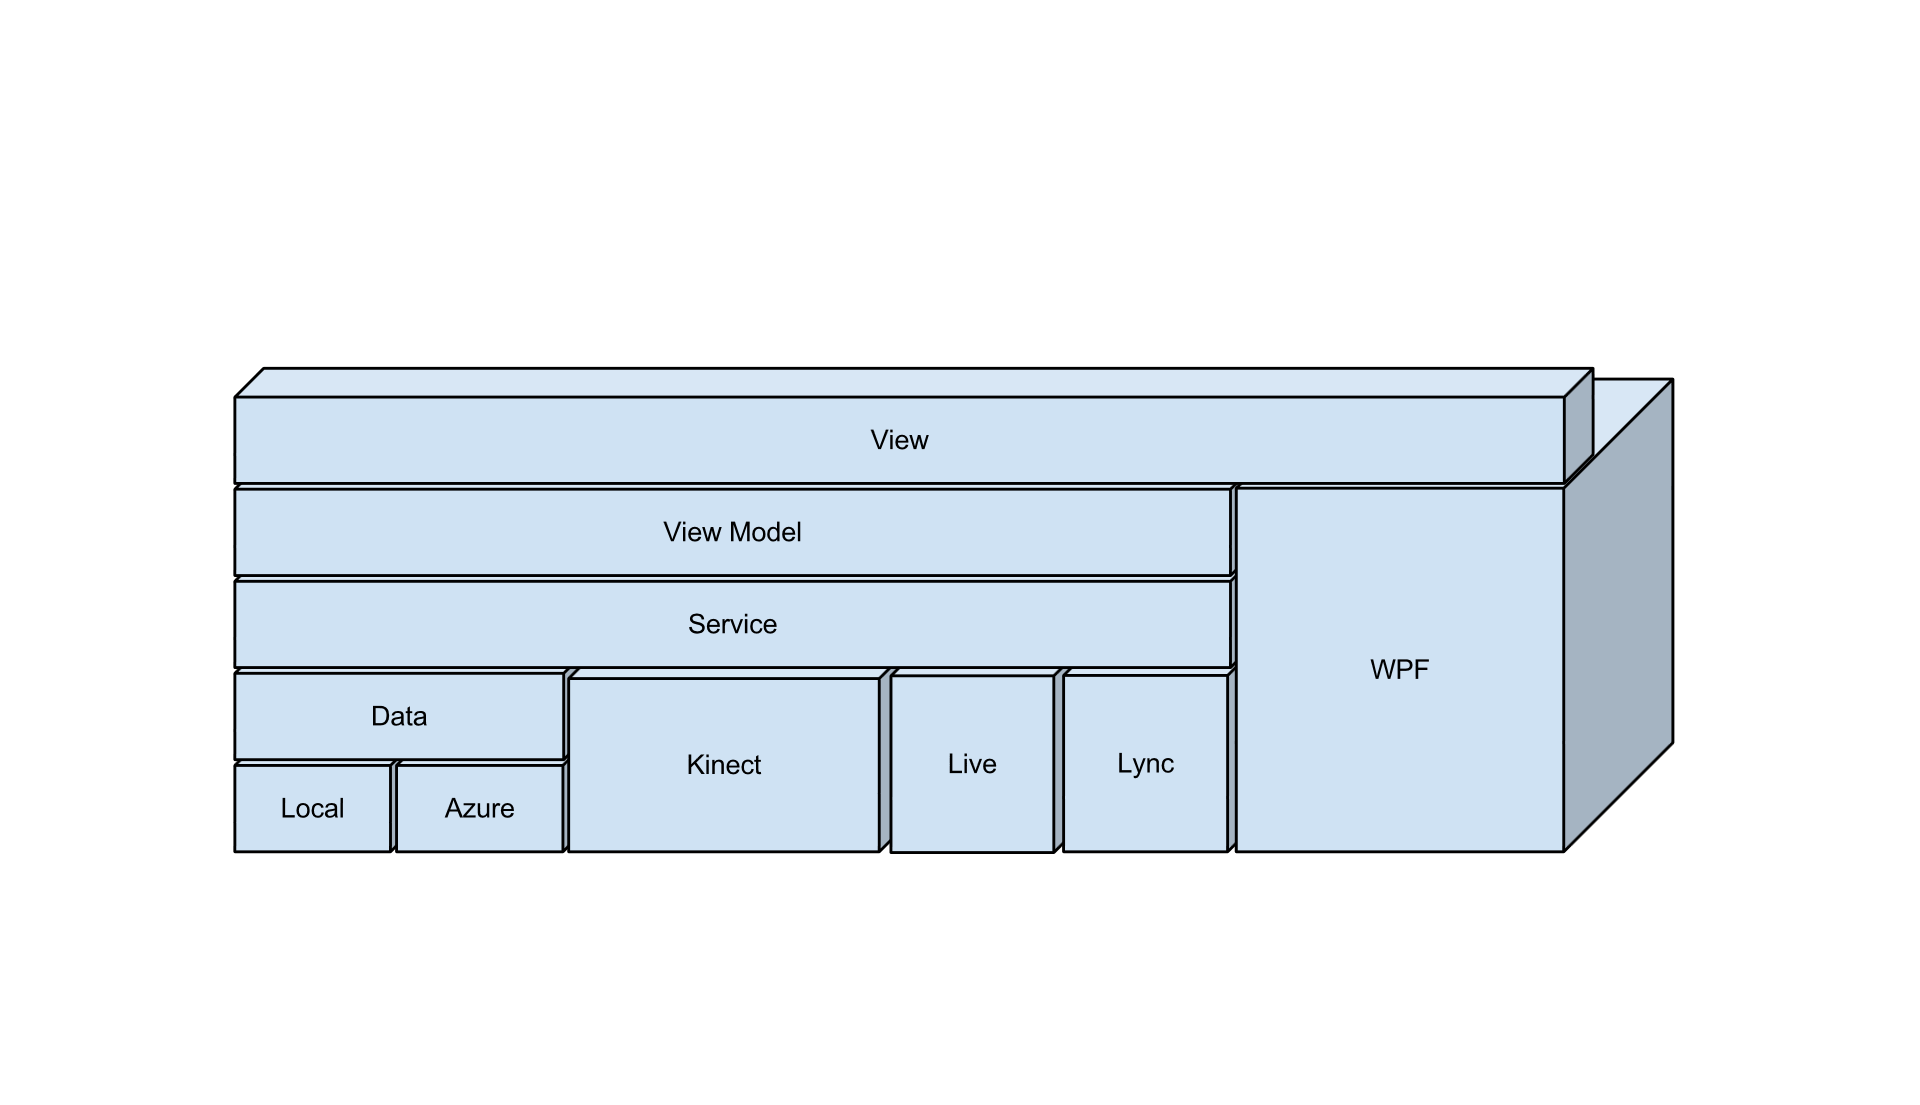 View
View Model
Service
WPF
Data
Kinect
Live
Lync
Local
Azure